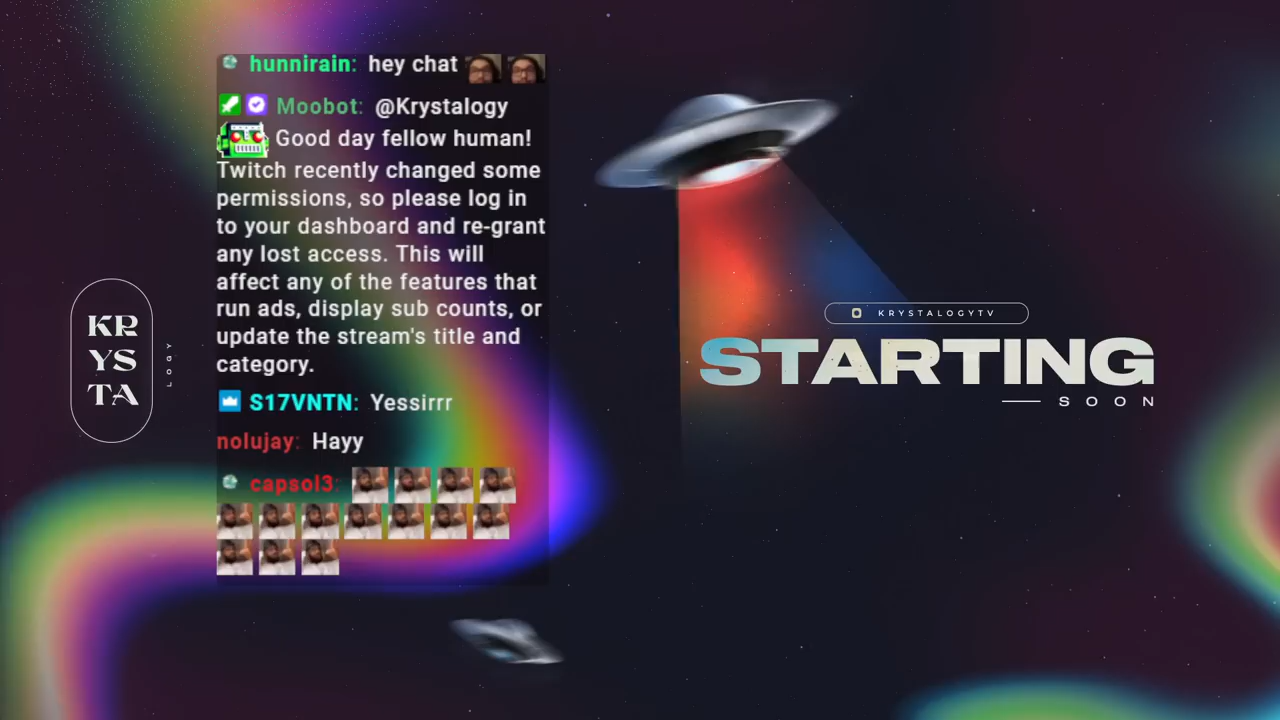 hunnirain: hey chat
Moobot: @Krystalogy
Good day fellow human!
Twitch recently changed some
permissions, so please log in
to your dashboard and re-grant
any lost access. This will
affect any of the features that
run ads, display sub counts, or
update the stream's title and
category.
S17VNTN: Yessirrr
nolujay: Hayy
capsol3:
KR
YS
TA
LOGY
KRYSTALOGYTV
STARTING
SOON